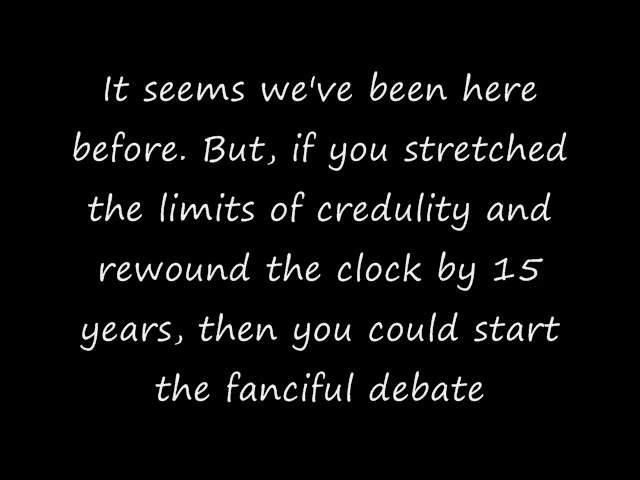 It seems we've been here
before. But, if you stretched
the limits of credulity and
rewound the clock by 15
years, then you could start
the fanciful debate